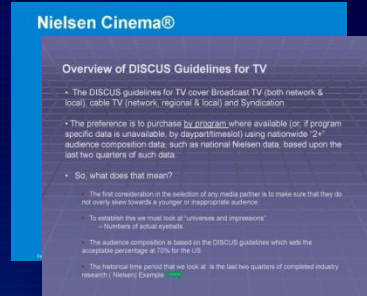 Nielsen Cinema®
Overview of DISCUS Guidelines for TV
• The DISCUS guidelines for TV cover Broadcast TV (both network &
local), cable TV (network, regional & local) and Syndication.
• The preference is to purchase by program where available (or, if program
specific data is unavailable, by daypart/timeslot) using nationwide "2+"
audience composition data, such as national Nielsen data, based upon the
last two quarters of such data.
• So, what does that mean?
• The first consideration in the selection of any media partner is to make sure that they do
not overly skew towards a younger or inappropriate audience.
• To establish this we must look at "universes and impressions"
– Numbers of actual eyeballs
• The audience composition is based on the DISCUS guidelines which sets the
acceptable percentage at 70% for the US
• The historical time period that we look at is the last two quarters of completed industry
research ( Nielsen) Example